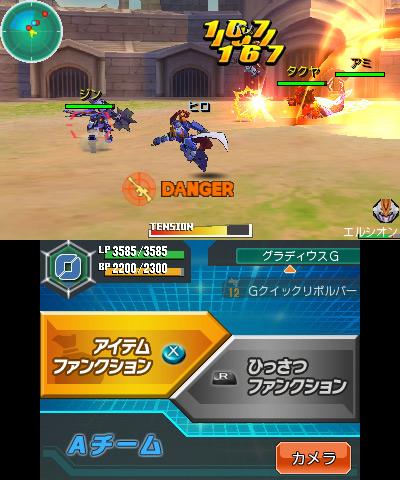 167
167
タクヤ
アミ
ジン
ヒロ
DANGER
TENSION
エルシオン
LP 3585/3585
BP 2200/2300
グラディウスG
12 Gクイックリボルバー
アイテム
ファンクション
X
R
ひっさつ
ファンクション
Aチーム
カメラ